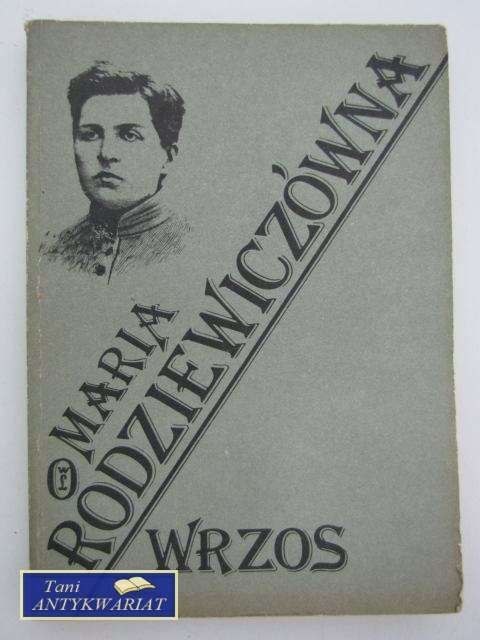 MARIA
RODZIEWICZÓWNA
WRZOS
Tani
ANTYKWARIAT